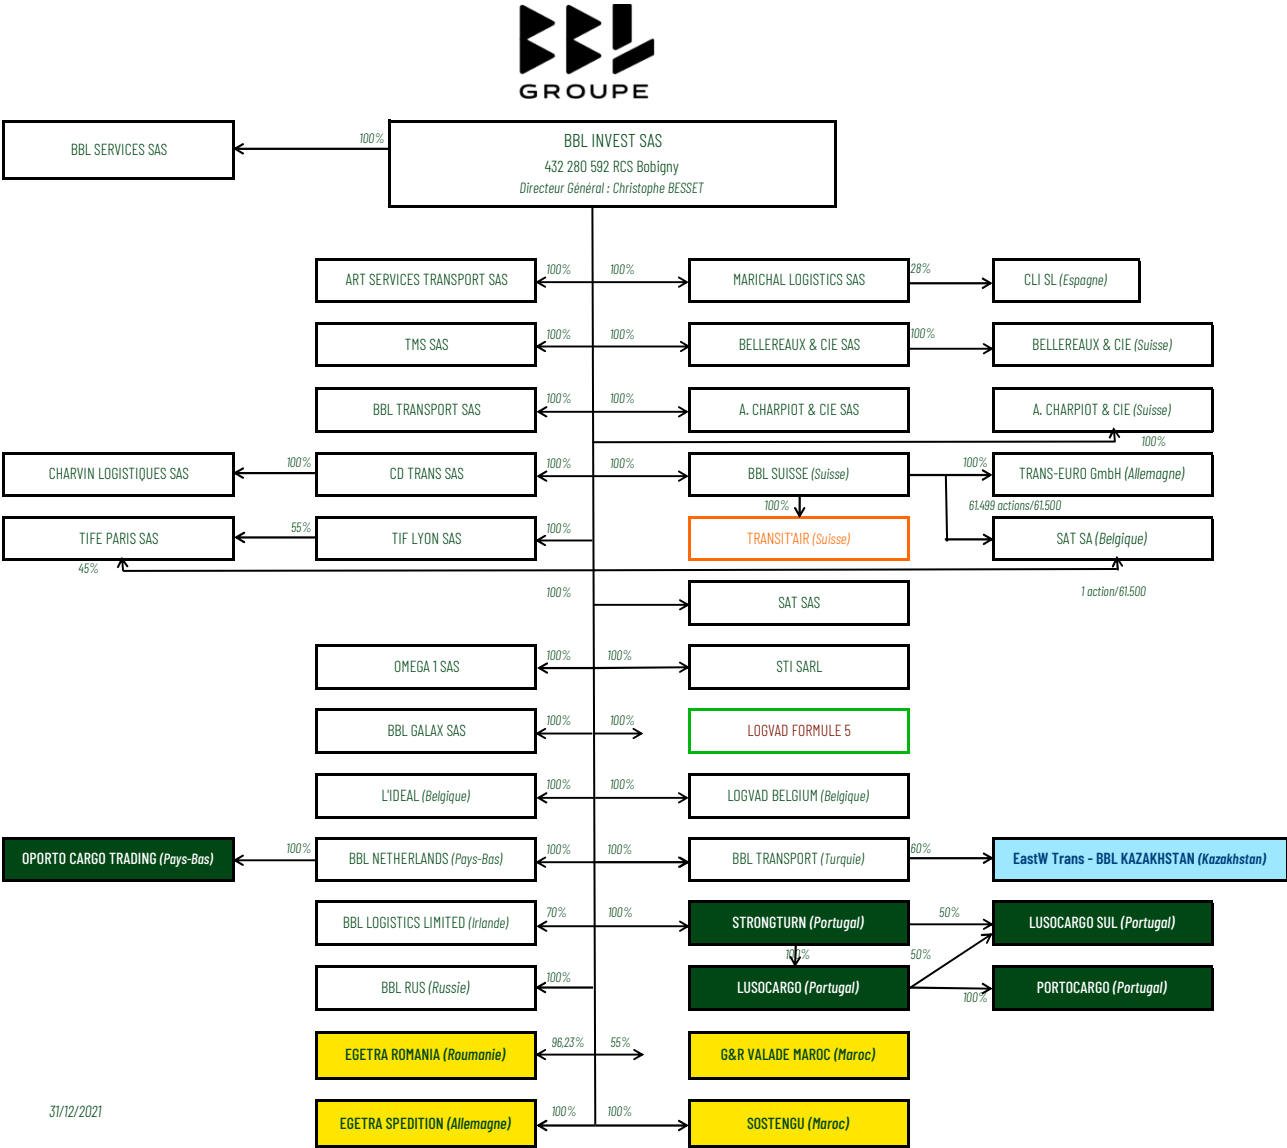 BBL
GROUPE
BBL SERVICES SAS
100%
BBL INVEST SAS
432 280 592 RCS Bobigny
Directeur Général : Christophe BESSET
ART SERVICES TRANSPORT SAS
100%
100%
MARICHAL LOGISTICS SAS
28%
CLI SL (Espagne)
TMS SAS
100%
100%
BELLEREAUX & CIE SAS
100%
BELLEREAUX & CIE (Suisse)
BBL TRANSPORT SAS
100%
100%
A. CHARPIOT & CIE SAS
A. CHARPIOT & CIE (Suisse)
100%
CHARVIN LOGISTIQUES SAS
100%
CD TRANS SAS
100%
100%
BBL SUISSE (Suisse)
100%
TRANS-EURO GmbH (Allemagne)
100%
61.499 actions/61.500
TIFE PARIS SAS
55%
TIF LYON SAS
100%
TRANSIT'AIR (Suisse)
SAT SA (Belgique)
45%
100%
SAT SAS
1 action/61.500
OMEGA 1 SAS
100%
100%
STI SARL
BBL GALAX SAS
100%
100%
LOGVAD FORMULE 5
L'IDEAL (Belgique)
100%
100%
LOGVAD BELGIUM (Belgique)
OPORTO CARGO TRADING (Pays-Bas)
100%
BBL NETHERLANDS (Pays-Bas)
100%
100%
BBL TRANSPORT (Turquie)
60%
EastW Trans - BBL KAZAKHSTAN (Kazakhstan)
BBL LOGISTICS LIMITED (Irlande)
70%
100%
STRONGTURN (Portugal)
50%
LUSOCARGO SUL (Portugal)
100%
50%
BBL RUS (Russie)
100%
LUSOCARGO (Portugal)
100%
PORTOCARGO (Portugal)
EGETRA ROMANIA (Roumanie)
96,23%
55%
G&R VALADE MAROC (Maroc)
31/12/2021
EGETRA SPEDITION (Allemagne)
100%
100%
SOSTENGU (Maroc)